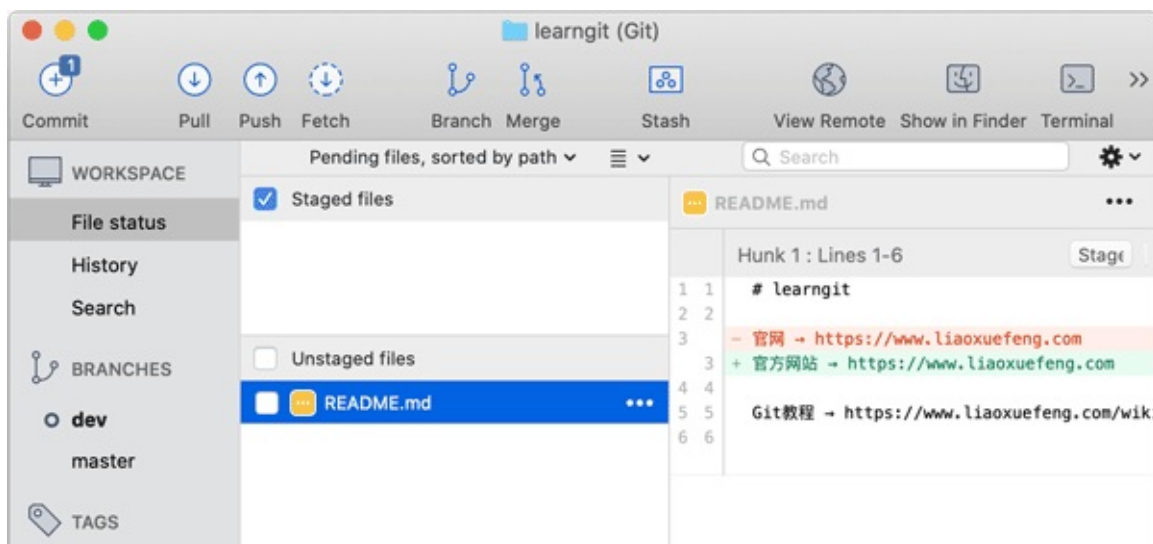 learngit (Git)
1
Commit Pull Push Fetch Branch Merge Stash View Remote Show in Finder Terminal
Pending files, sorted by path Search
WORKSPACE
File status
History
Search
BRANCHES
dev
master
TAGS
Staged files
Unstaged files
README.md
README.md
Hunk 1 : Lines 1-6 Stage
1 1 # learngit
2 2
3 - 官网 → https://www.liaoxuefeng.com
3 + 官方网站 → https://www.liaoxuefeng.com
4 4
5 5 Git教程 → https://www.liaoxuefeng.com/wik
6 6